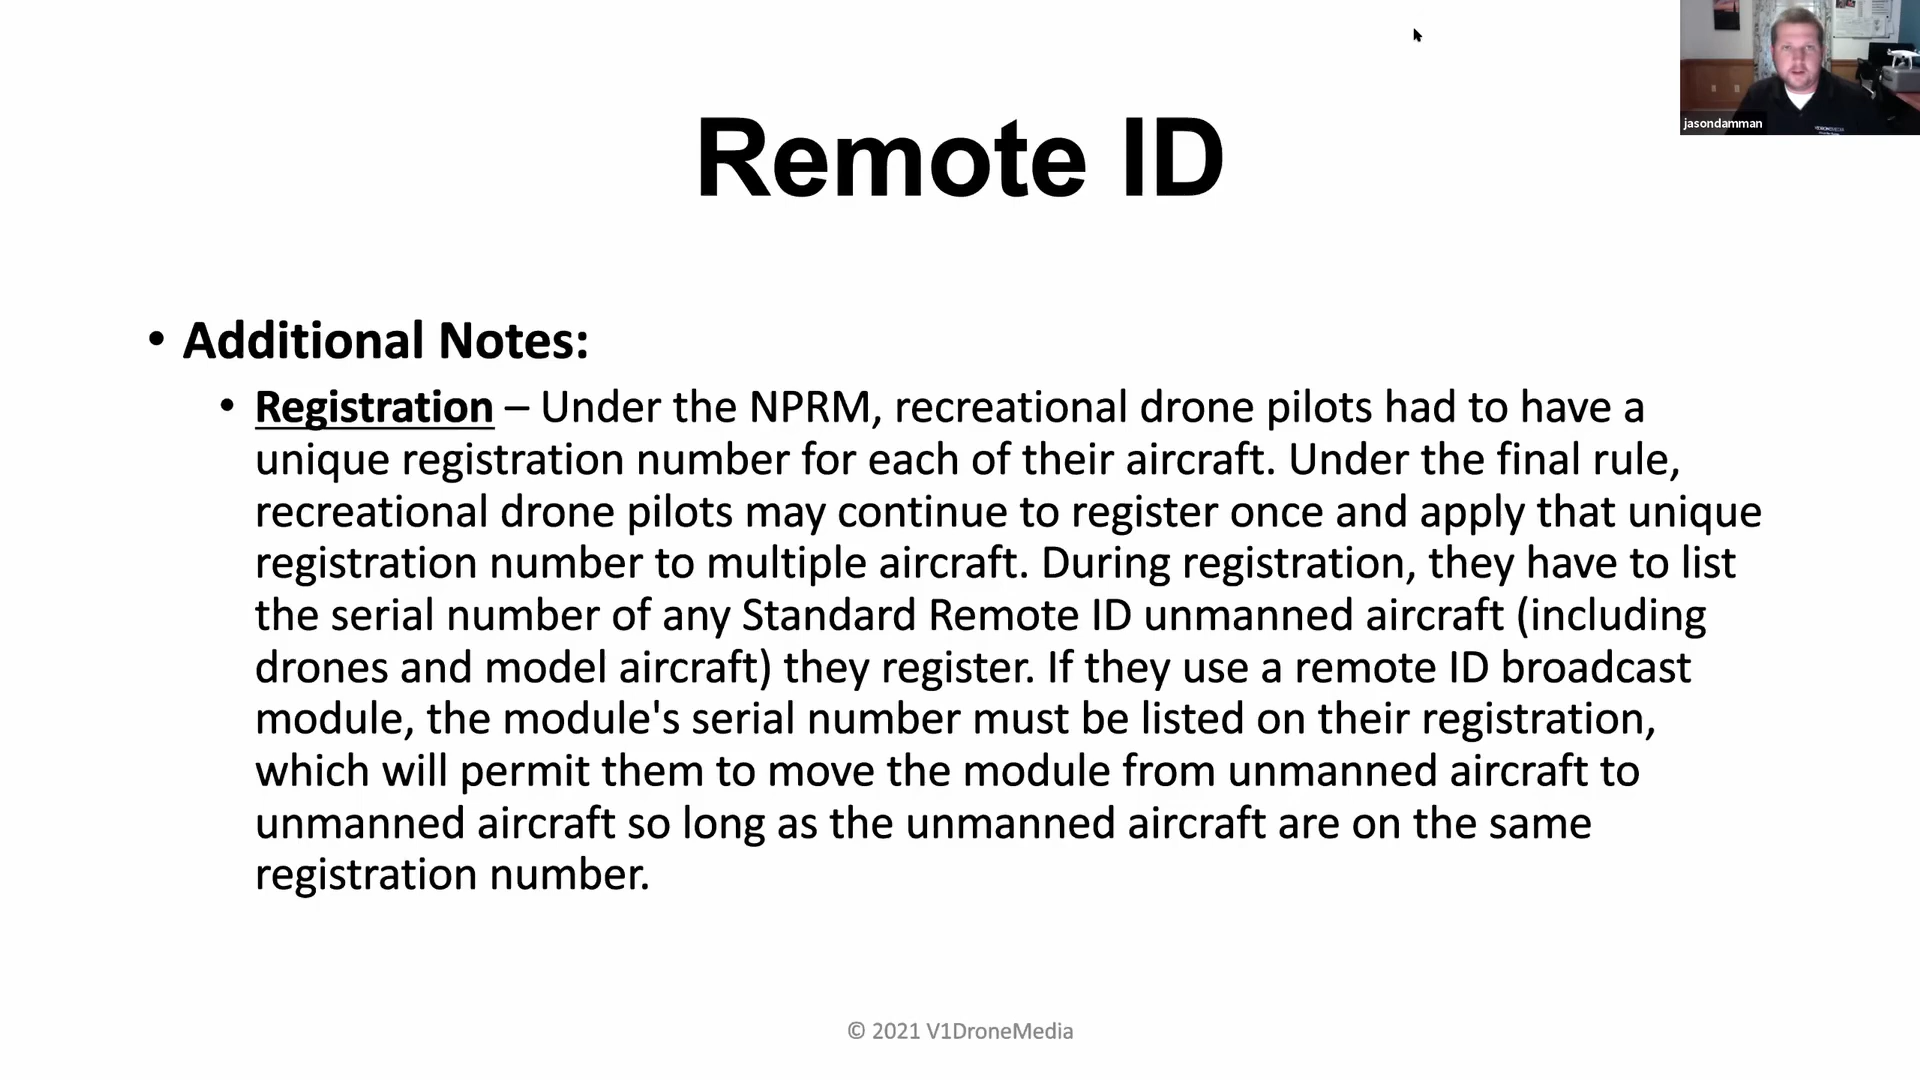 jasondamman
Remote ID
• Additional Notes:
• Registration – Under the NPRM, recreational drone pilots had to have a
unique registration number for each of their aircraft. Under the final rule,
recreational drone pilots may continue to register once and apply that unique
registration number to multiple aircraft. During registration, they have to list
the serial number of any Standard Remote ID unmanned aircraft (including
drones and model aircraft) they register. If they use a remote ID broadcast
module, the module's serial number must be listed on their registration,
which will permit them to move the module from unmanned aircraft to
unmanned aircraft so long as the unmanned aircraft are on the same
registration number.
© 2021 V1DroneMedia